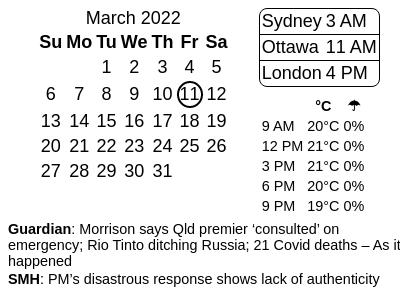 March 2022
Su Mo Tu We Th Fr Sa
1 2 3 4 5
6 7 8 9 10 11 12
13 14 15 16 17 18 19
20 21 22 23 24 25 26
27 28 29 30 31
Sydney 3 AM
Ottawa 11 AM
London 4 PM
°C ☂
9 AM 20°C 0%
12 PM 21°C 0%
3 PM 21°C 0%
6 PM 20°C 0%
9 PM 19°C 0%
Guardian: Morrison says Qld premier ‘consulted’ on
emergency; Rio Tinto ditching Russia; 21 Covid deaths – As it
happened
SMH: PM’s disastrous response shows lack of authenticity